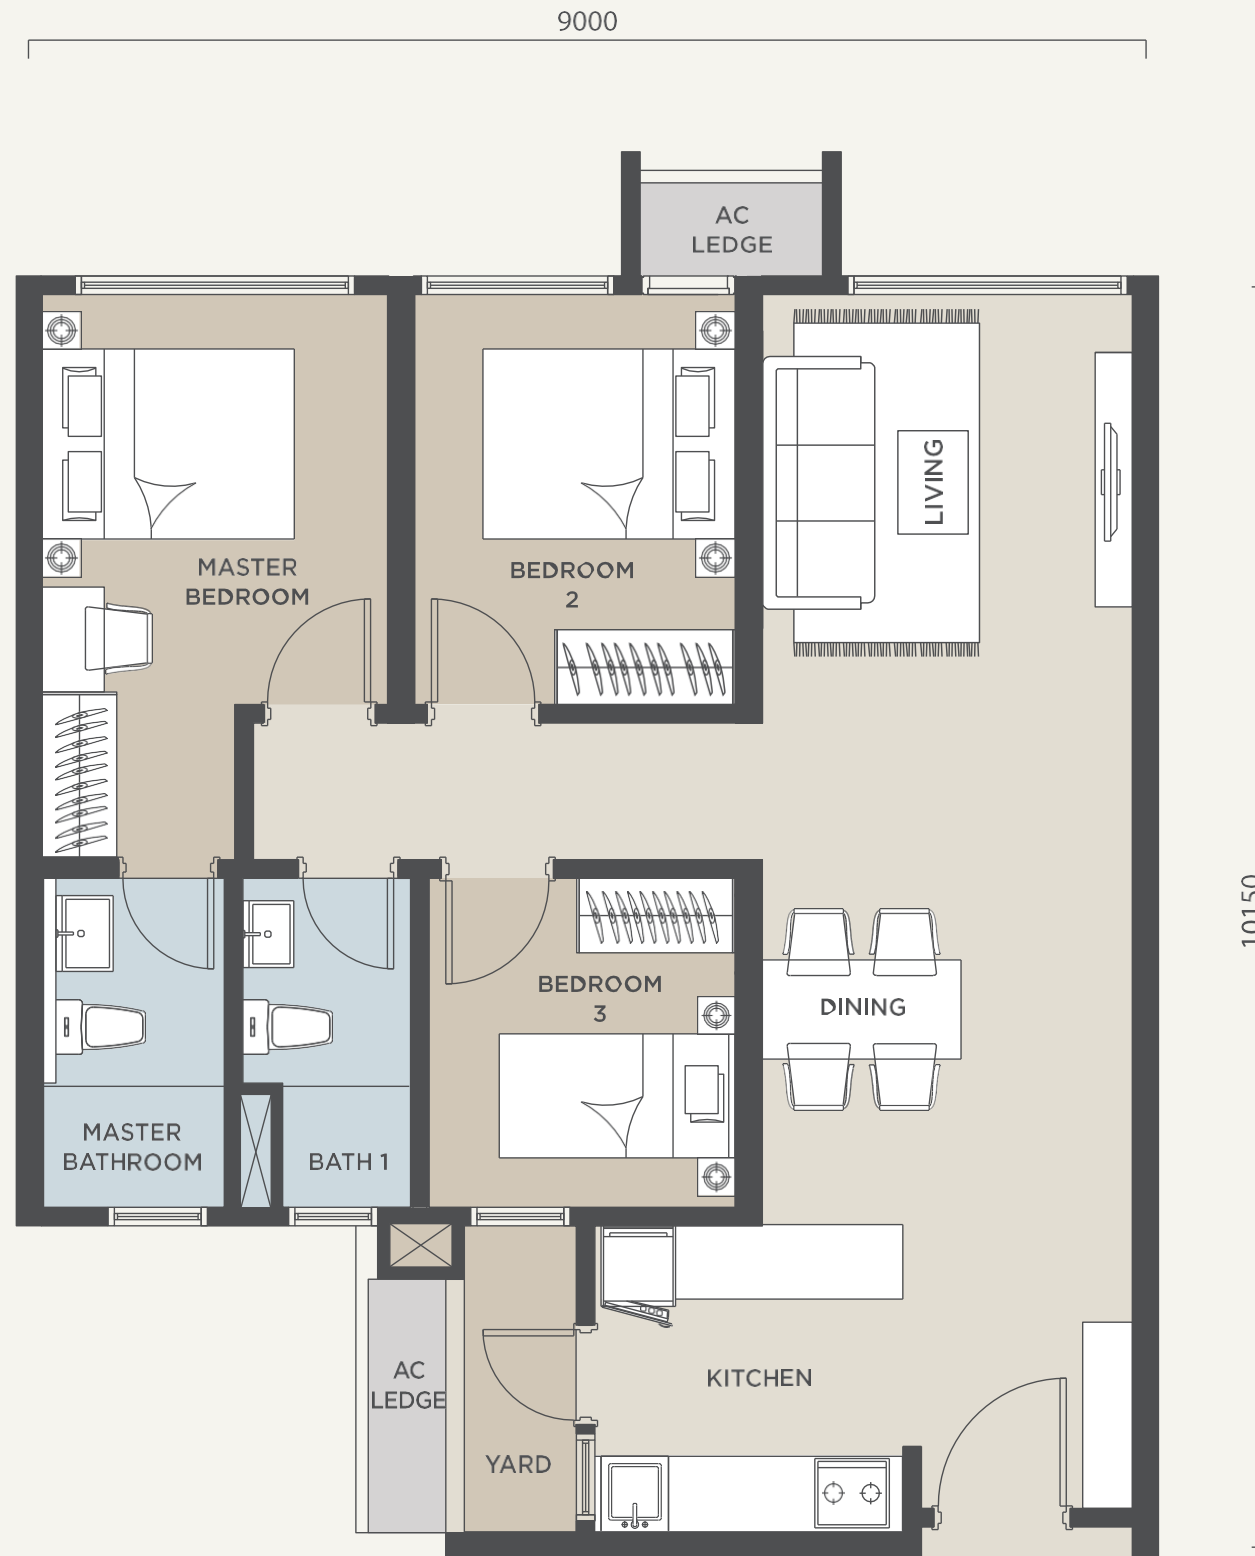 9000
AC
LEDGE
LIVING
MASTER
BEDROOM
BEDROOM
2
10150
BEDROOM
3
DINING
MASTER
BATHROOM
BATH 1
AC
LEDGE
KITCHEN
YARD